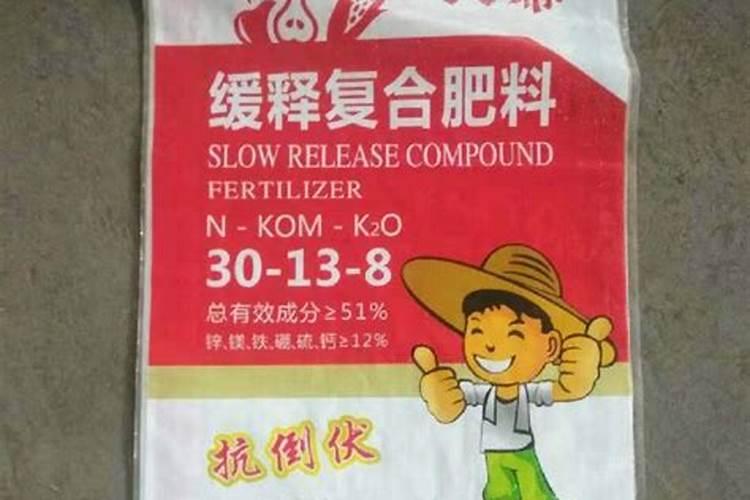 缓释复合肥料
SLOW RELEASE COMPOUND
FERTILIZER
N - KOM - K₂O
30-13-8
总有效成分≥51%
锌、镁、铁、硼、硫、钙≥12%
抗倒伏